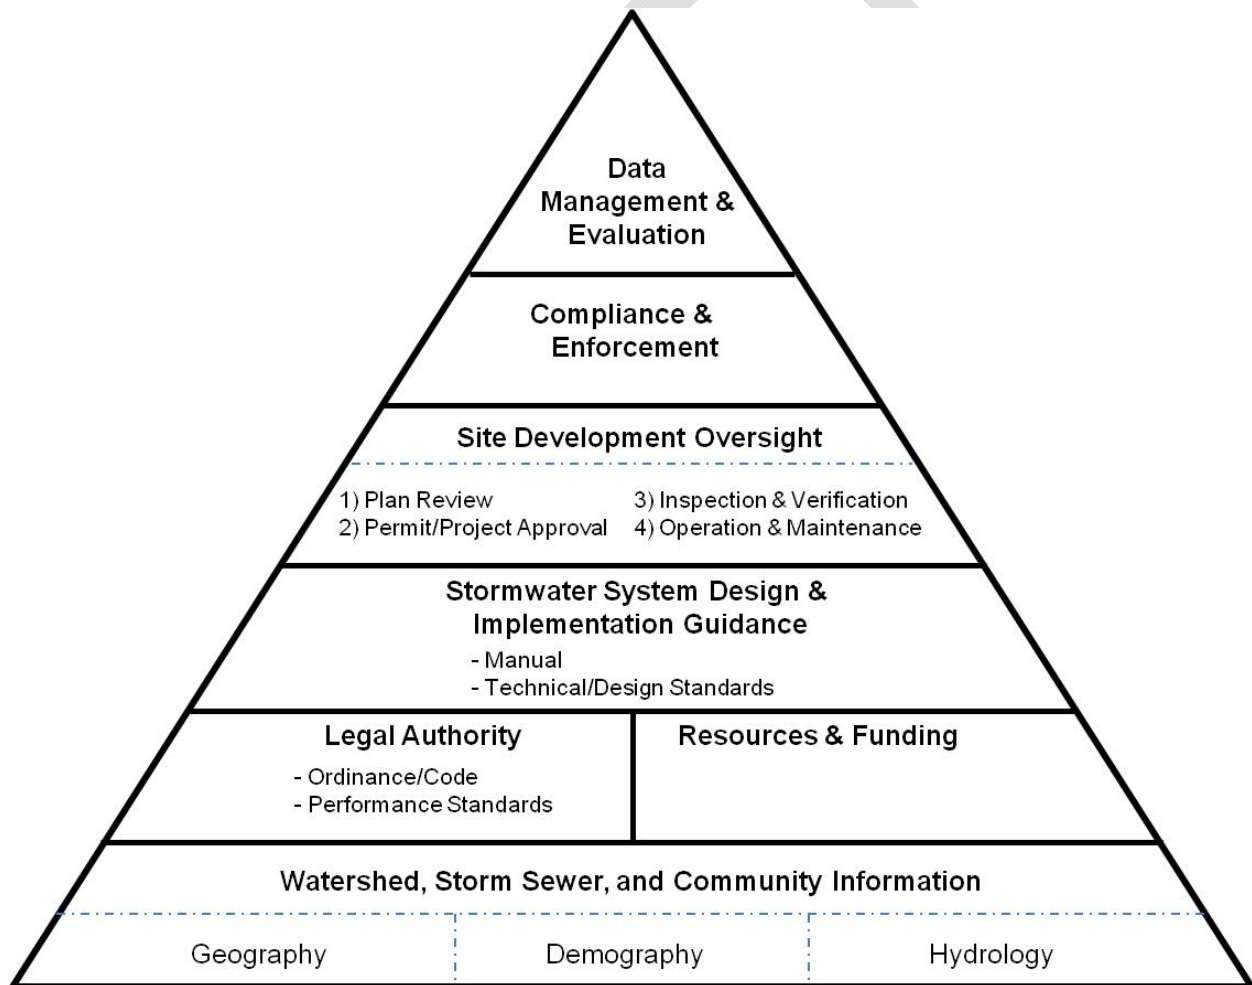 Data
Management &
Evaluation
Compliance &
Enforcement
Site Development Oversight
1) Plan Review
2) Permit/Project Approval
3) Inspection & Verification
4) Operation & Maintenance
Stormwater System Design &
Implementation Guidance
- Manual
- Technical/Design Standards
Legal Authority
- Ordinance/Code
- Performance Standards
Resources & Funding
Watershed, Storm Sewer, and Community Information
Geography
Demography
Hydrology